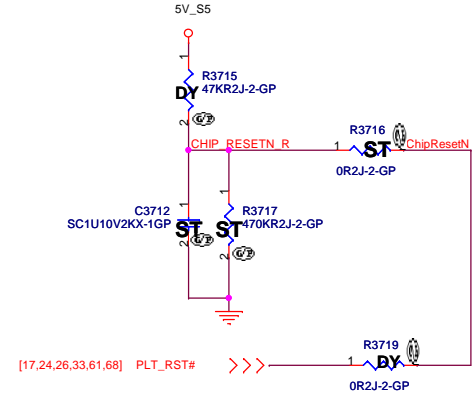 5V_S5
1
R3715
DY 47KR2J-2-GP
2 G/P
CHIP_RESETN_R
R3716
1 ST ChipResetN
0R2J-2-GP
1 1
C3712 R3717
SC1U10V2KX-1GP ST ST 470KR2J-2-GP
2 G/P 2 G/P
R3719
[17,24,26,33,61,68] PLT_RST# 1 DY
0R2J-2-GP